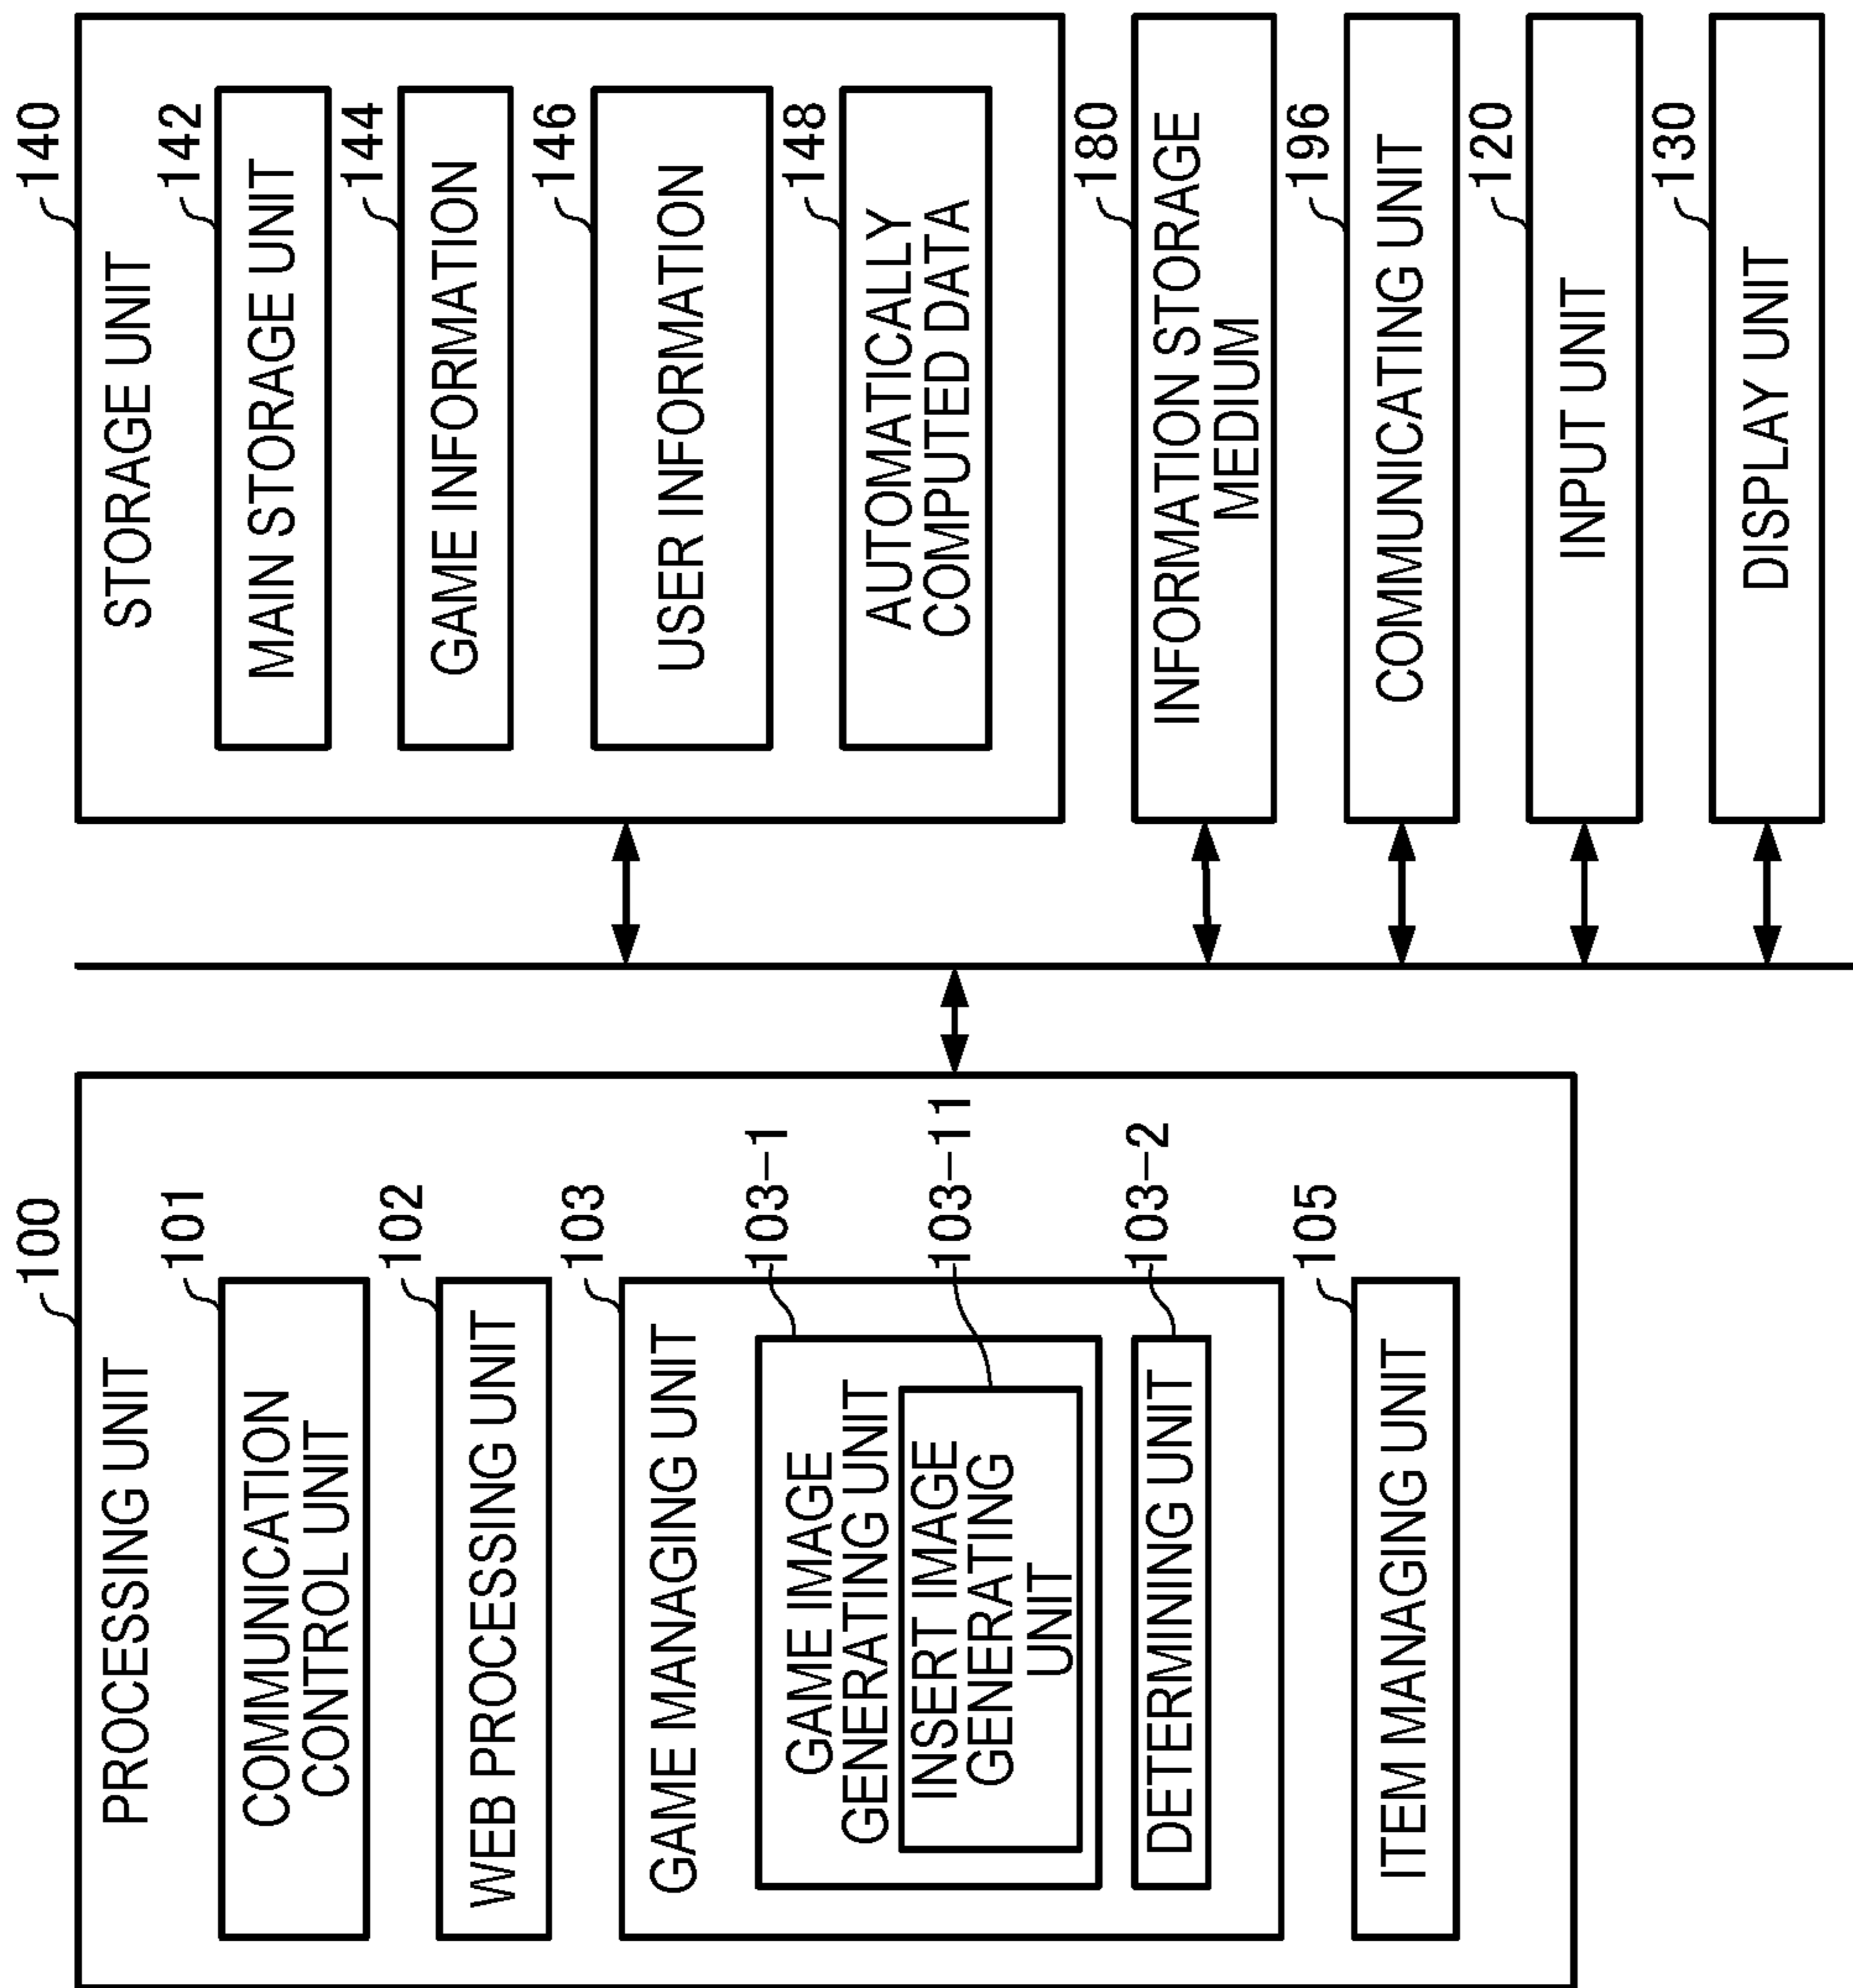 100
PROCESSING UNIT
101
COMMUNICATION
CONTROL UNIT
102
WEB PROCESSING UNIT
103
GAME MANAGING UNIT
103-1
GAME IMAGE
GENERATING UNIT
103-11
INSERT IMAGE
GENERATING
UNIT
103-2
DETERMINING UNIT
105
ITEM MANAGING UNIT
140
STORAGE UNIT
142
MAIN STORAGE UNIT
144
GAME INFORMATION
146
USER INFORMATION
148
AUTOMATICALLY
COMPUTED DATA
180
INFORMATION STORAGE
MEDIUM
196
COMMUNICATING UNIT
120
INPUT UNIT
130
DISPLAY UNIT